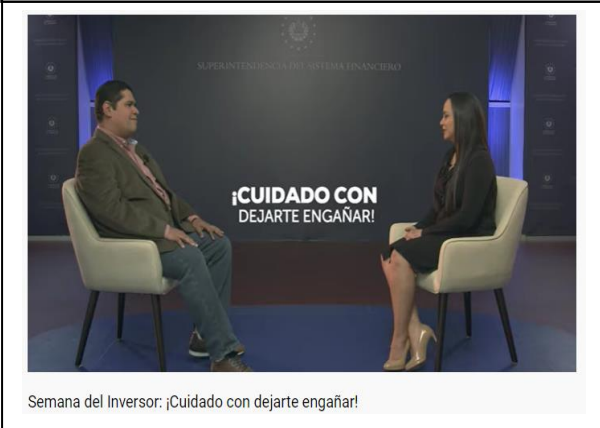 SUPERINTENDENCIA DEL SISTEMA FINANCIERO
¡CUIDADO CON
DEJARTE ENGAÑAR!
Semana del Inversor: ¡Cuidado con dejarte engañar!